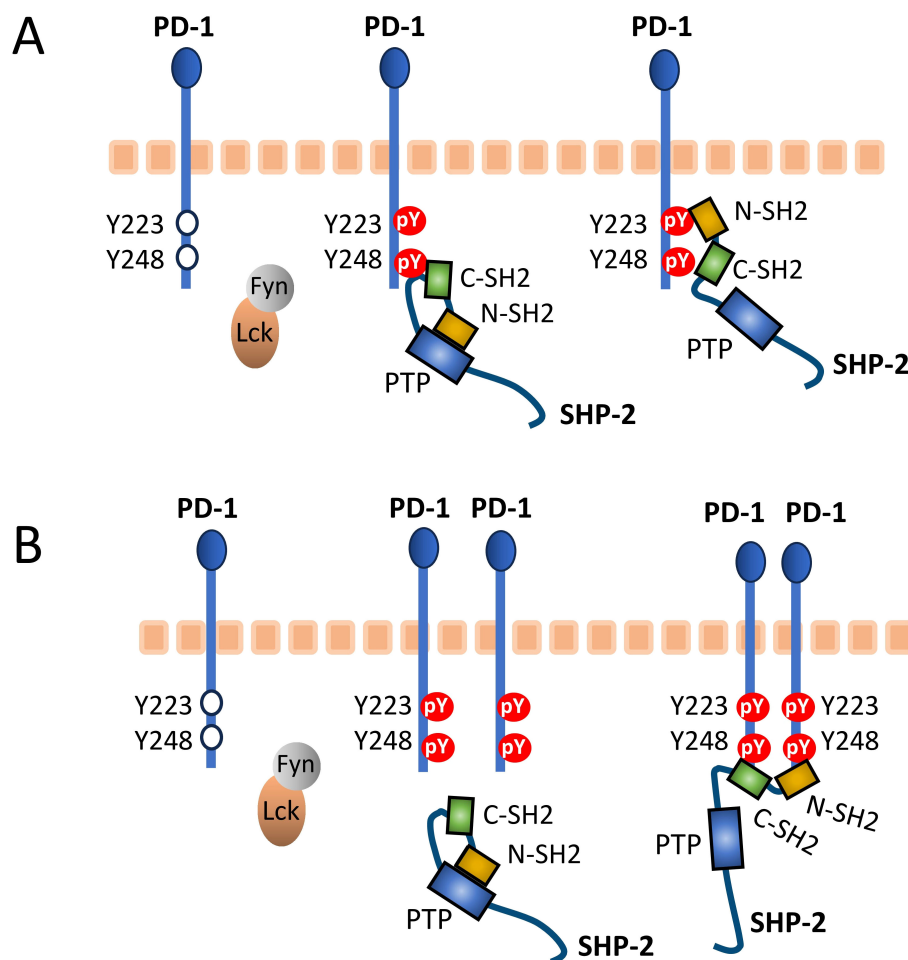 A
PD-1 PD-1 PD-1
Y223 Y223 pY Y223 pY N-SH2
Y248 Y248 pY Y248 pY C-SH2
Fyn C-SH2
Lck N-SH2
PTP PTP
SHP-2 SHP-2
B
PD-1 PD-1 PD-1 PD-1 PD-1
Y223 Y223 pY pY Y223 pY pY Y223
Y248 Y248 pY pY Y248 pY pY Y248
Fyn
Lck C-SH2 C-SH2 N-SH2
N-SH2 PTP
PTP
SHP-2 SHP-2